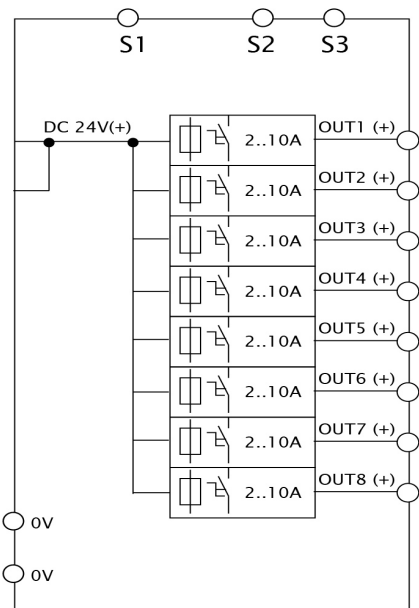 S1 S2 S3
DC 24V(+)
2..10A OUT1 (+)
2..10A OUT2 (+)
2..10A OUT3 (+)
2..10A OUT4 (+)
2..10A OUT5 (+)
2..10A OUT6 (+)
2..10A OUT7 (+)
2..10A OUT8 (+)
0V
0V